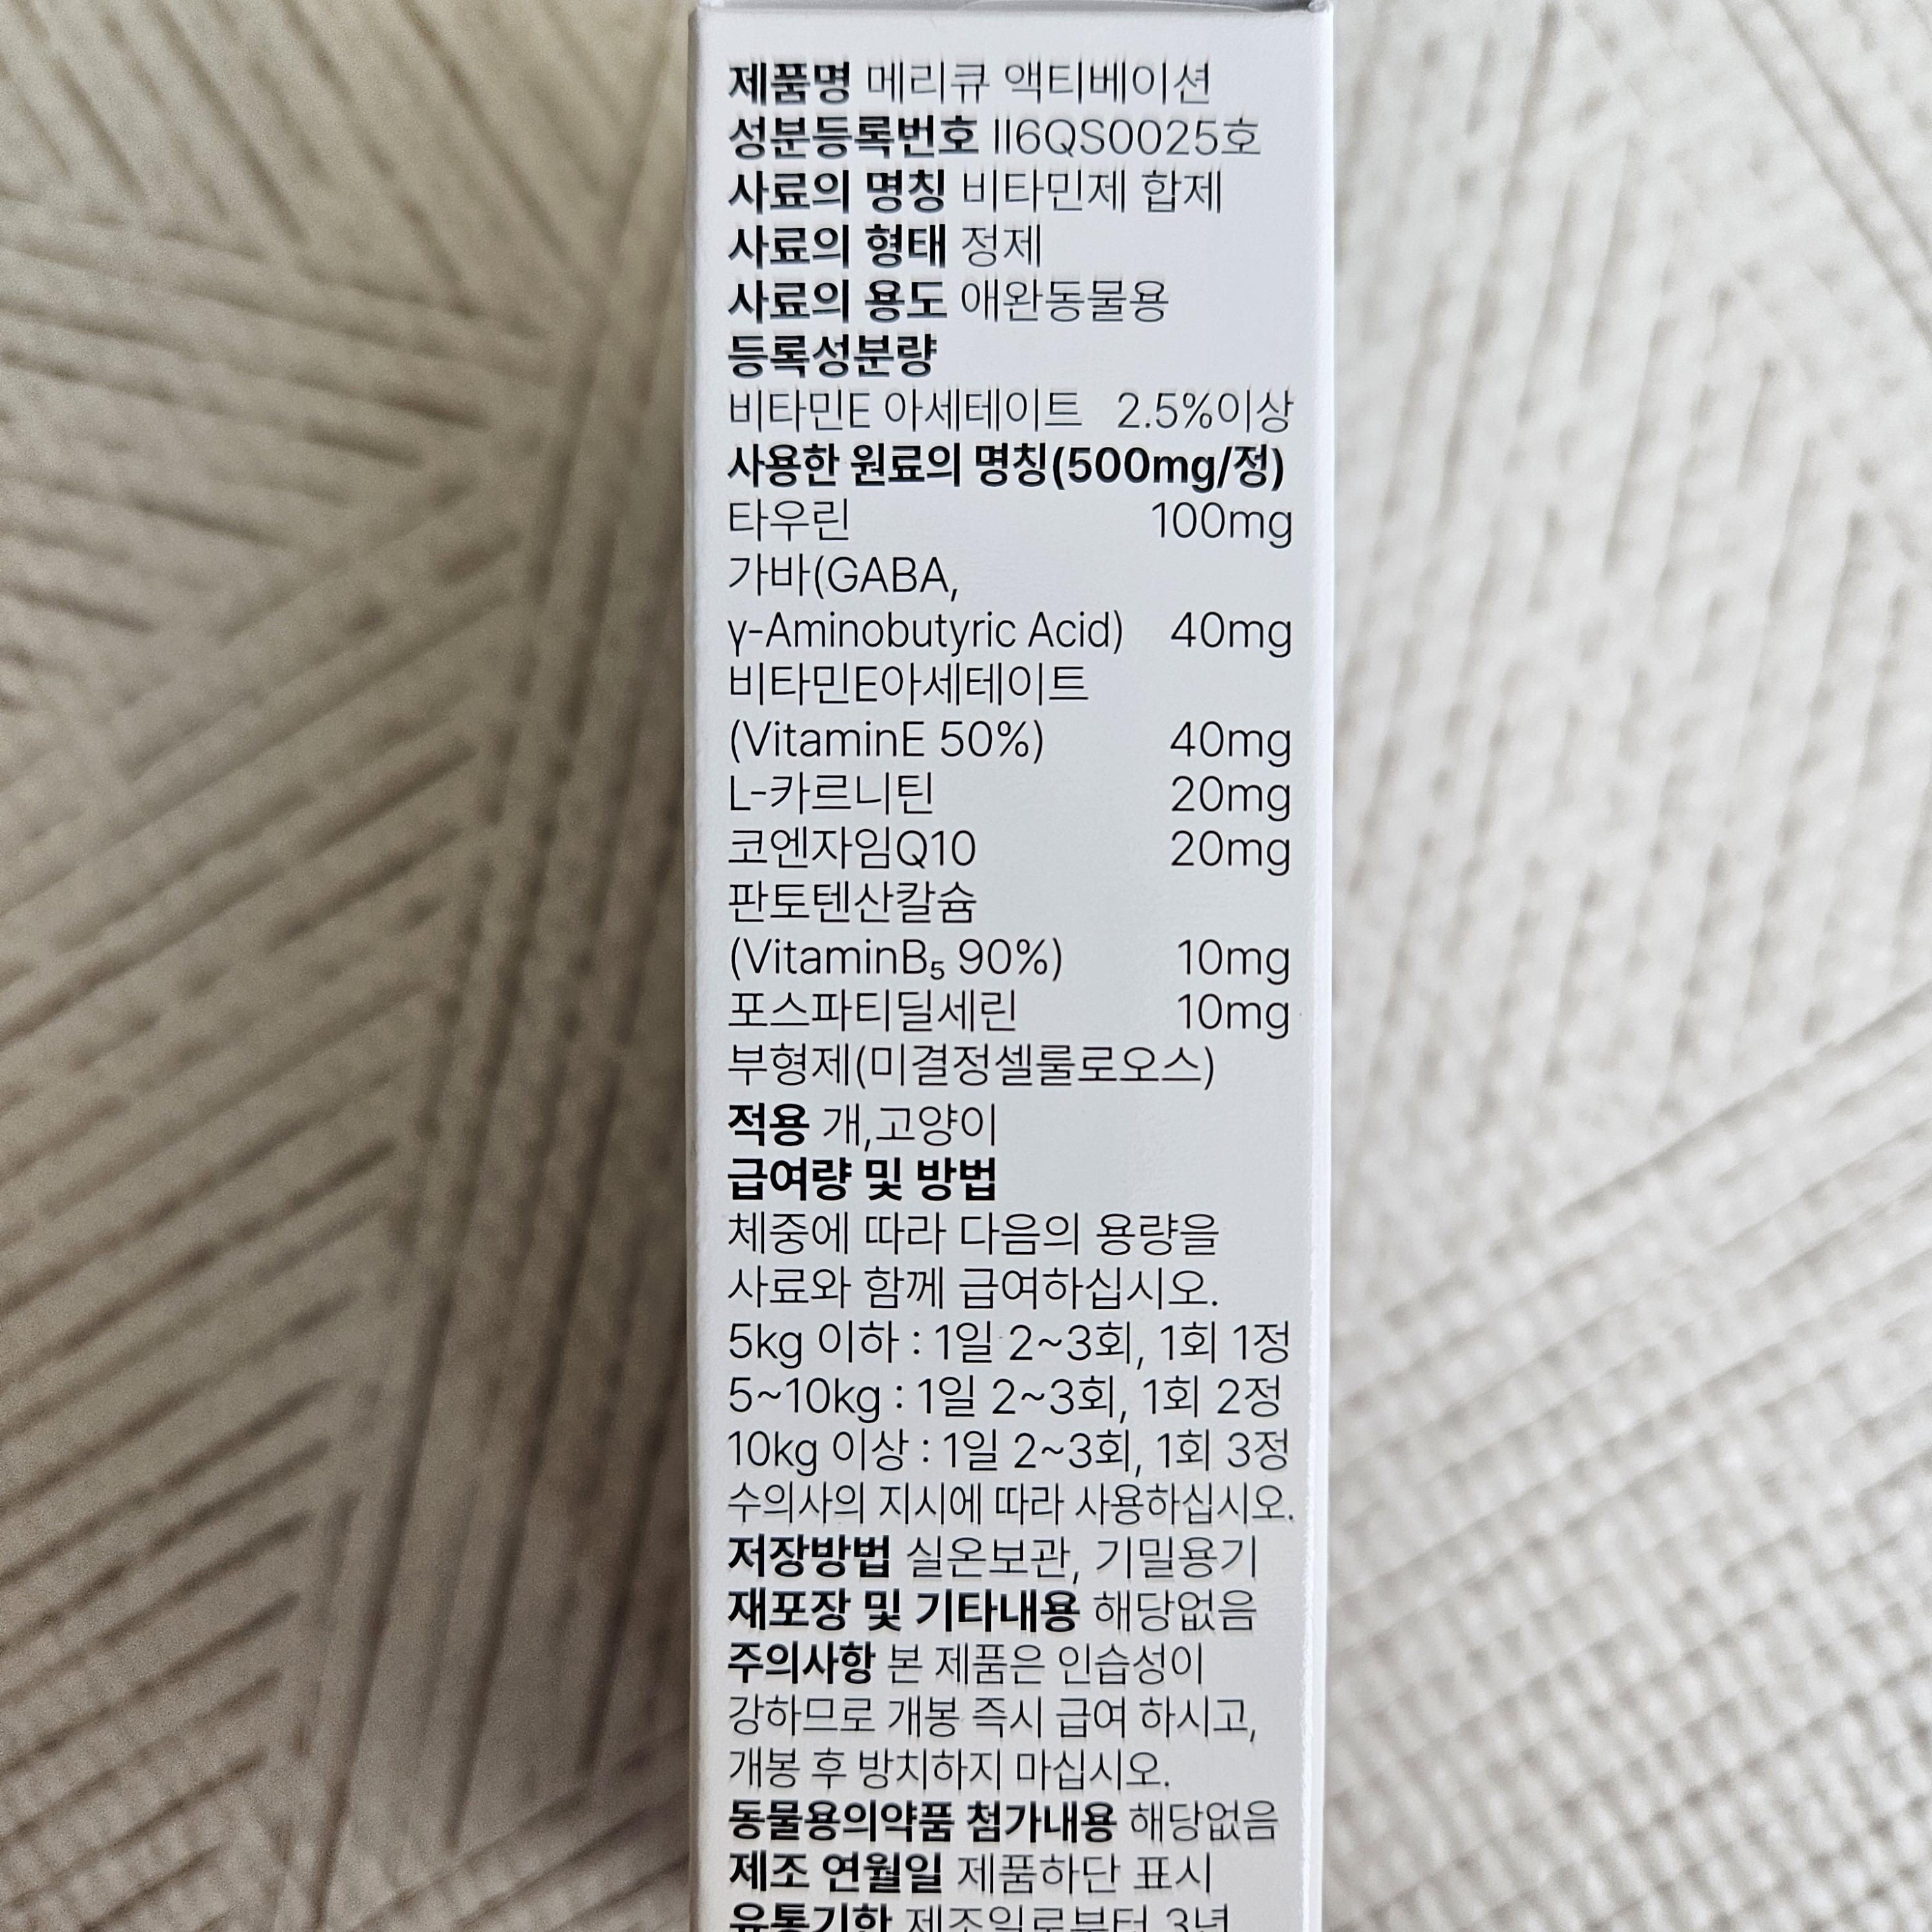 제품명 메리큐 액티베이션
성분등록번호 II6QS0025호
사료의 명칭 비타민제 합제
사료의 형태 정제
사료의 용도 애완동물용
등록성분량
비타민E 아세테이트 2.5%이상
사용한 원료의 명칭(500mg/정)
타우린 100mg
가바(GABA,
γ-Aminobutyric Acid) 40mg
비타민E아세테이트
(VitaminE 50%) 40mg
L-카르니틴 20mg
코엔자임Q10 20mg
판토텐산칼슘
(VitaminB₅ 90%) 10mg
포스파티딜세린 10mg
부형제(미결정셀룰로오스)
적용 개,고양이
급여량 및 방법
체중에 따라 다음의 용량을
사료와 함께 급여하십시오.
5kg 이하 : 1일 2~3회, 1회 1정
5~10kg : 1일 2~3회, 1회 2정
10kg 이상 : 1일 2~3회, 1회 3정
수의사의 지시에 따라 사용하십시오.
저장방법 실온보관, 기밀용기
재포장 및 기타내용 해당없음
주의사항 본 제품은 인습성이
강하므로 개봉 즉시 급여 하시고,
개봉 후 방치하지 마십시오.
동물용의약품 첨가내용 해당없음
제조 연월일 제품하단 표시
유통기한 제조일로부터 3년